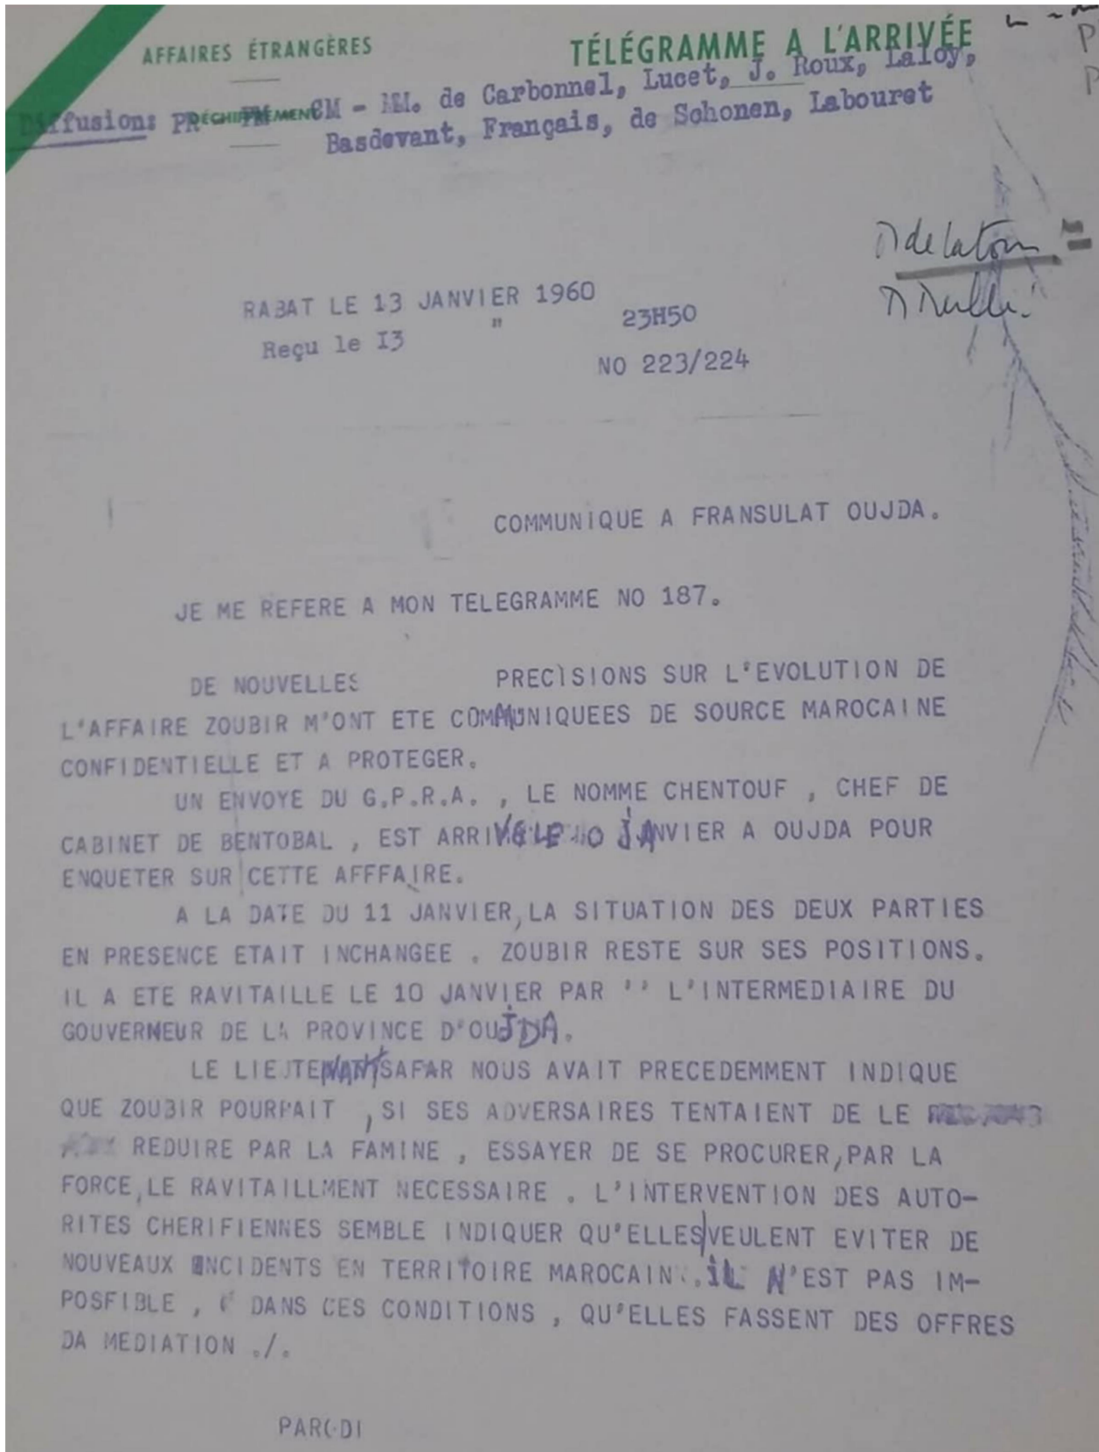 AFFAIRES ÉTRANGÈRES
TÉLÉGRAMME A L'ARRIVÉE
DÉCHIFFREMENT
Diffusion: PR - PM - CM - MM. de Carbonnel, Lucet, J. Roux, Laloy,
Basdevant, Français, de Schonen, Labouret
P
P
de la tour
RABAT LE 13 JANVIER 1960
Reçu le I3 " 23H50
NO 223/224
COMMUNIQUE A FRANSULAT OUJDA.
JE ME REFERE A MON TELEGRAMME NO 187.
DE NOUVELLES PRECISIONS SUR L'EVOLUTION DE
L'AFFAIRE ZOUBIR M'ONT ETE COMMUNIQUEES DE SOURCE MAROCAINE
CONFIDENTIELLE ET A PROTEGER.
UN ENVOYE DU G.P.R.A. , LE NOMME CHENTOUF , CHEF DE
CABINET DE BENTOBAL , EST ARRIVE LE 10 JANVIER A OUJDA POUR
ENQUETER SUR CETTE AFFFAIRE.
A LA DATE DU 11 JANVIER, LA SITUATION DES DEUX PARTIES
EN PRESENCE ETAIT INCHANGEE . ZOUBIR RESTE SUR SES POSITIONS.
IL A ETE RAVITAILLE LE 10 JANVIER PAR '' L'INTERMEDIAIRE DU
GOUVERNEUR DE LA PROVINCE D'OUJDA.
LE LIEUTENANT SAFAR NOUS AVAIT PRECEDEMMENT INDIQUE
QUE ZOUBIR POURRAIT , SI SES ADVERSAIRES TENTAIENT DE LE
REDUIRE PAR LA FAMINE , ESSAYER DE SE PROCURER, PAR LA
FORCE, LE RAVITAILLMENT NECESSAIRE . L'INTERVENTION DES AUTO-
RITES CHERIFIENNES SEMBLE INDIQUER QU'ELLES VEULENT EVITER DE
NOUVEAUX INCIDENTS EN TERRITOIRE MAROCAIN . IL N'EST PAS IM-
POSFIBLE , DANS CES CONDITIONS , QU'ELLES FASSENT DES OFFRES
DA MEDIATION ./.
PARODI